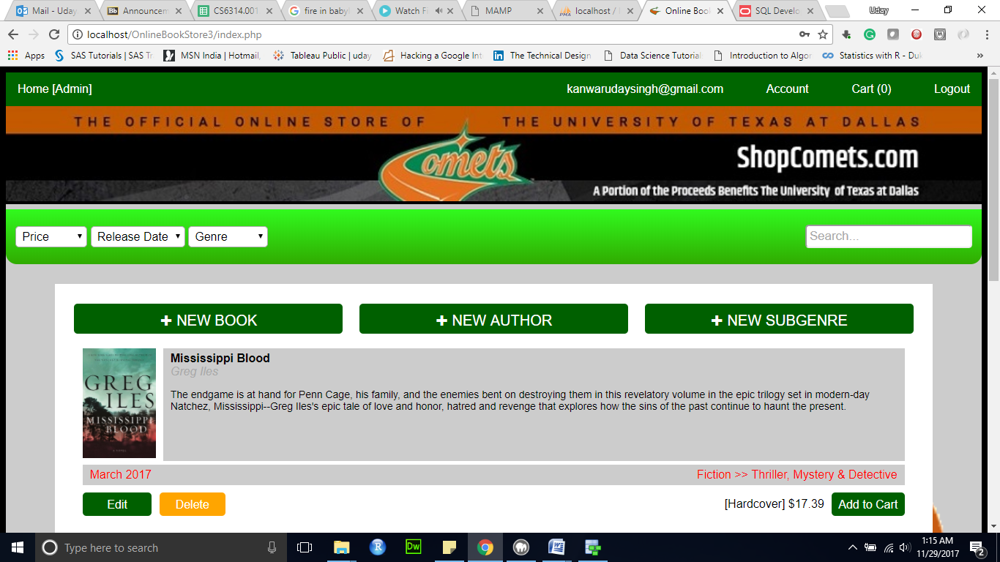 Mail - Uday
Announcem
CS6314.001
fire in baby
Watch Fi
MAMP
localhost /
Online Boo
SQL Develo
Uday
localhost/OnlineBookStore3/index.php
Apps
SAS Tutorials | SAS Tr
MSN India | Hotmail,
Tableau Public | uday
Hacking a Google Int
The Technical Design
Data Science Tutorial
Introduction to Algor
Statistics with R - Duk
»
Home [Admin]
kanwarudaysingh@gmail.com
Account
Cart (0)
Logout
THE OFFICIAL ONLINE STORE OF
THE UNIVERSITY OF TEXAS AT DALLAS
Comets
ShopComets.com
A Portion of the Proceeds Benefits The University of Texas at Dallas
Price
Release Date
Genre
Search...
+ NEW BOOK
+ NEW AUTHOR
+ NEW SUBGENRE
GREG
ILES
MISSISSIPPI
BLOOD
Mississippi Blood
Greg Iles
The endgame is at hand for Penn Cage, his family, and the enemies bent on destroying them in this revelatory volume in the epic trilogy set in modern-day
Natchez, Mississippi--Greg Iles's epic tale of love and honor, hatred and revenge that explores how the sins of the past continue to haunt the present.
March 2017
Fiction >> Thriller, Mystery & Detective
Edit
Delete
[Hardcover] $17.39
Add to Cart
Type here to search
1:15 AM
11/29/2017
2